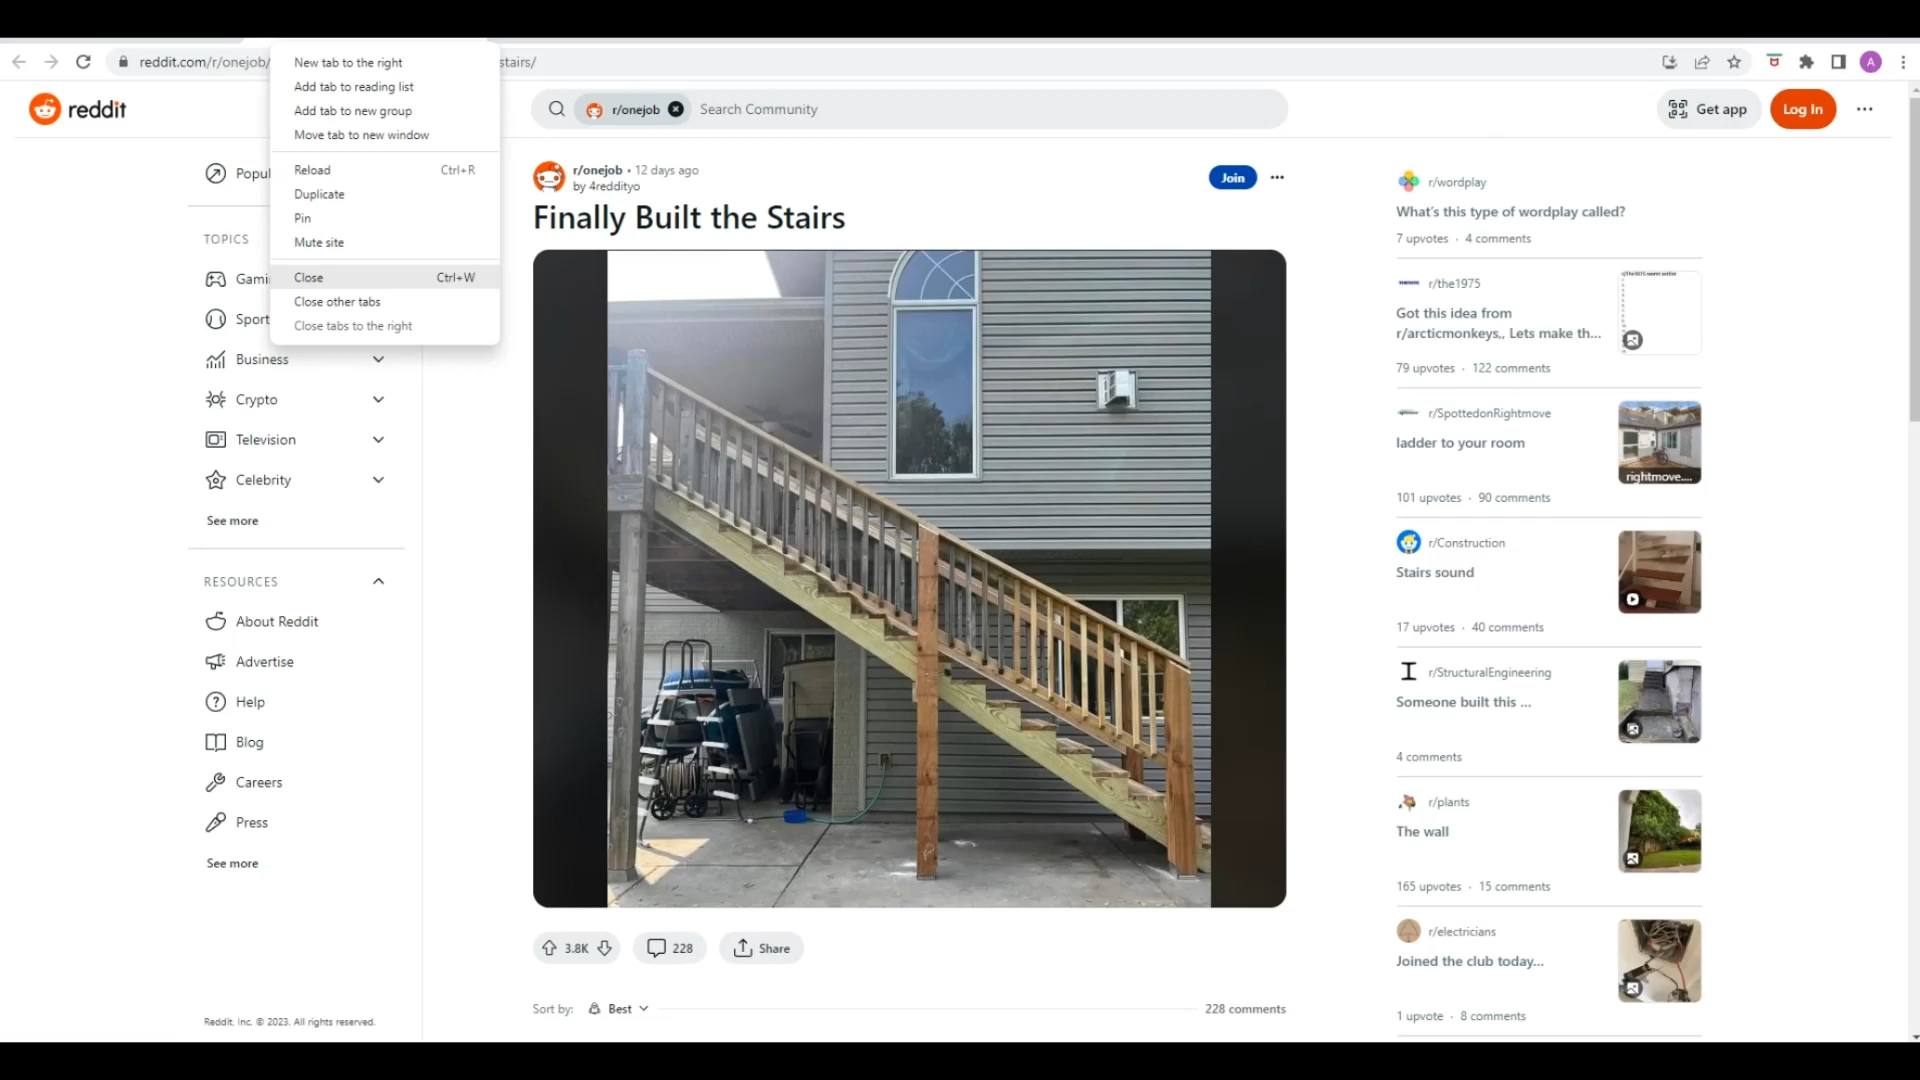 reddit.com/r/onejob/
stairs/
A
New tab to the right
Add tab to reading list
Add tab to new group
Move tab to new window
Reload Ctrl+R
Duplicate
Pin
Mute site
Close Ctrl+W
Close other tabs
Close tabs to the right
reddit
r/onejob
Search Community
Get app
Log In
Popul
TOPICS
Gami
Sport
Business
Crypto
Television
Celebrity
See more
RESOURCES
About Reddit
Advertise
Help
Blog
Careers
Press
See more
Reddit, Inc. © 2023. All rights reserved.
r/onejob • 12 days ago
by 4reddityo
Join
Finally Built the Stairs
3.8K
228
Share
Sort by: Best
228 comments
r/wordplay
What's this type of wordplay called?
7 upvotes · 4 comments
r/the1975
Got this idea from
r/arcticmonkeys,, Lets make th...
79 upvotes · 122 comments
r/SpottedonRightmove
ladder to your room
rightmove....
101 upvotes · 90 comments
r/Construction
Stairs sound
17 upvotes · 40 comments
r/StructuralEngineering
Someone built this ...
4 comments
r/plants
The wall
165 upvotes · 15 comments
r/electricians
Joined the club today...
1 upvote · 8 comments